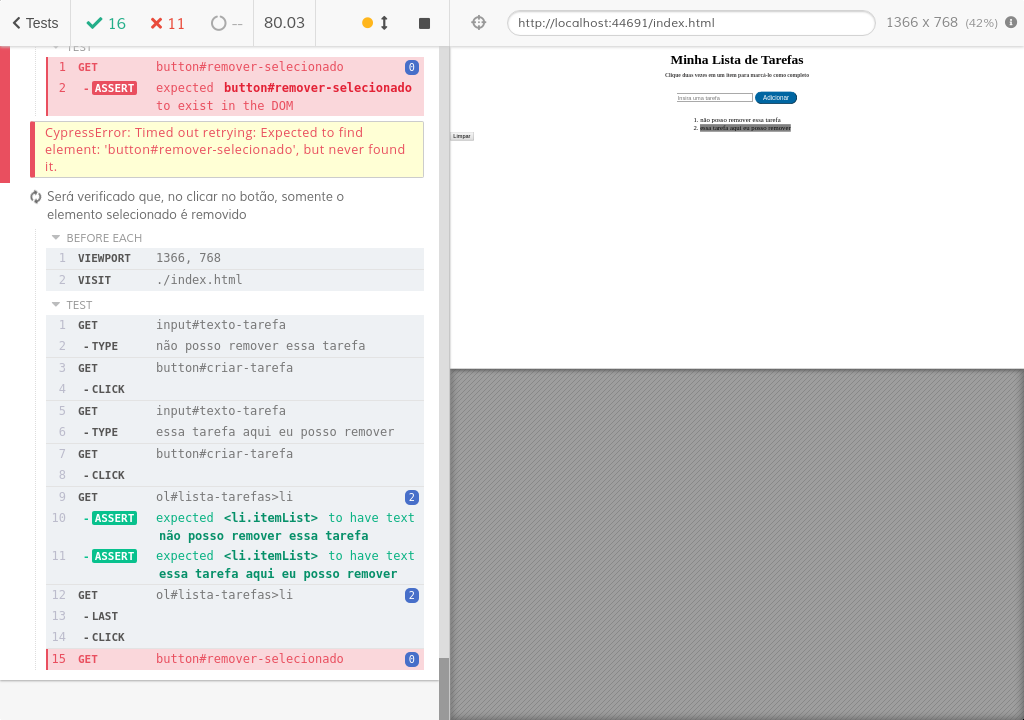 Tests
16
11
--
80.03
http://localhost:44691/index.html
1366 x 768 (42%)
TEST
1 GET button#remover-selecionado 0
2 - ASSERT expected button#remover-selecionado
to exist in the DOM
CypressError: Timed out retrying: Expected to find
element: 'button#remover-selecionado', but never found
it.
Será verificado que, no clicar no botão, somente o
elemento selecionado é removido
BEFORE EACH
1 VIEWPORT 1366, 768
2 VISIT ./index.html
TEST
1 GET input#texto-tarefa
2 - TYPE não posso remover essa tarefa
3 GET button#criar-tarefa
4 - CLICK
5 GET input#texto-tarefa
6 - TYPE essa tarefa aqui eu posso remover
7 GET button#criar-tarefa
8 - CLICK
9 GET ol#lista-tarefas>li 2
10 - ASSERT expected <li.itemList> to have text
não posso remover essa tarefa
11 - ASSERT expected <li.itemList> to have text
essa tarefa aqui eu posso remover
12 GET ol#lista-tarefas>li 2
13 - LAST
14 - CLICK
15 GET button#remover-selecionado 0
Minha Lista de Tarefas
Clique duas vezes em um item para marcá-lo como completo
Insira uma tarefa
Adicionar
1. não posso remover essa tarefa
2. essa tarefa aqui eu posso remover
Limpar